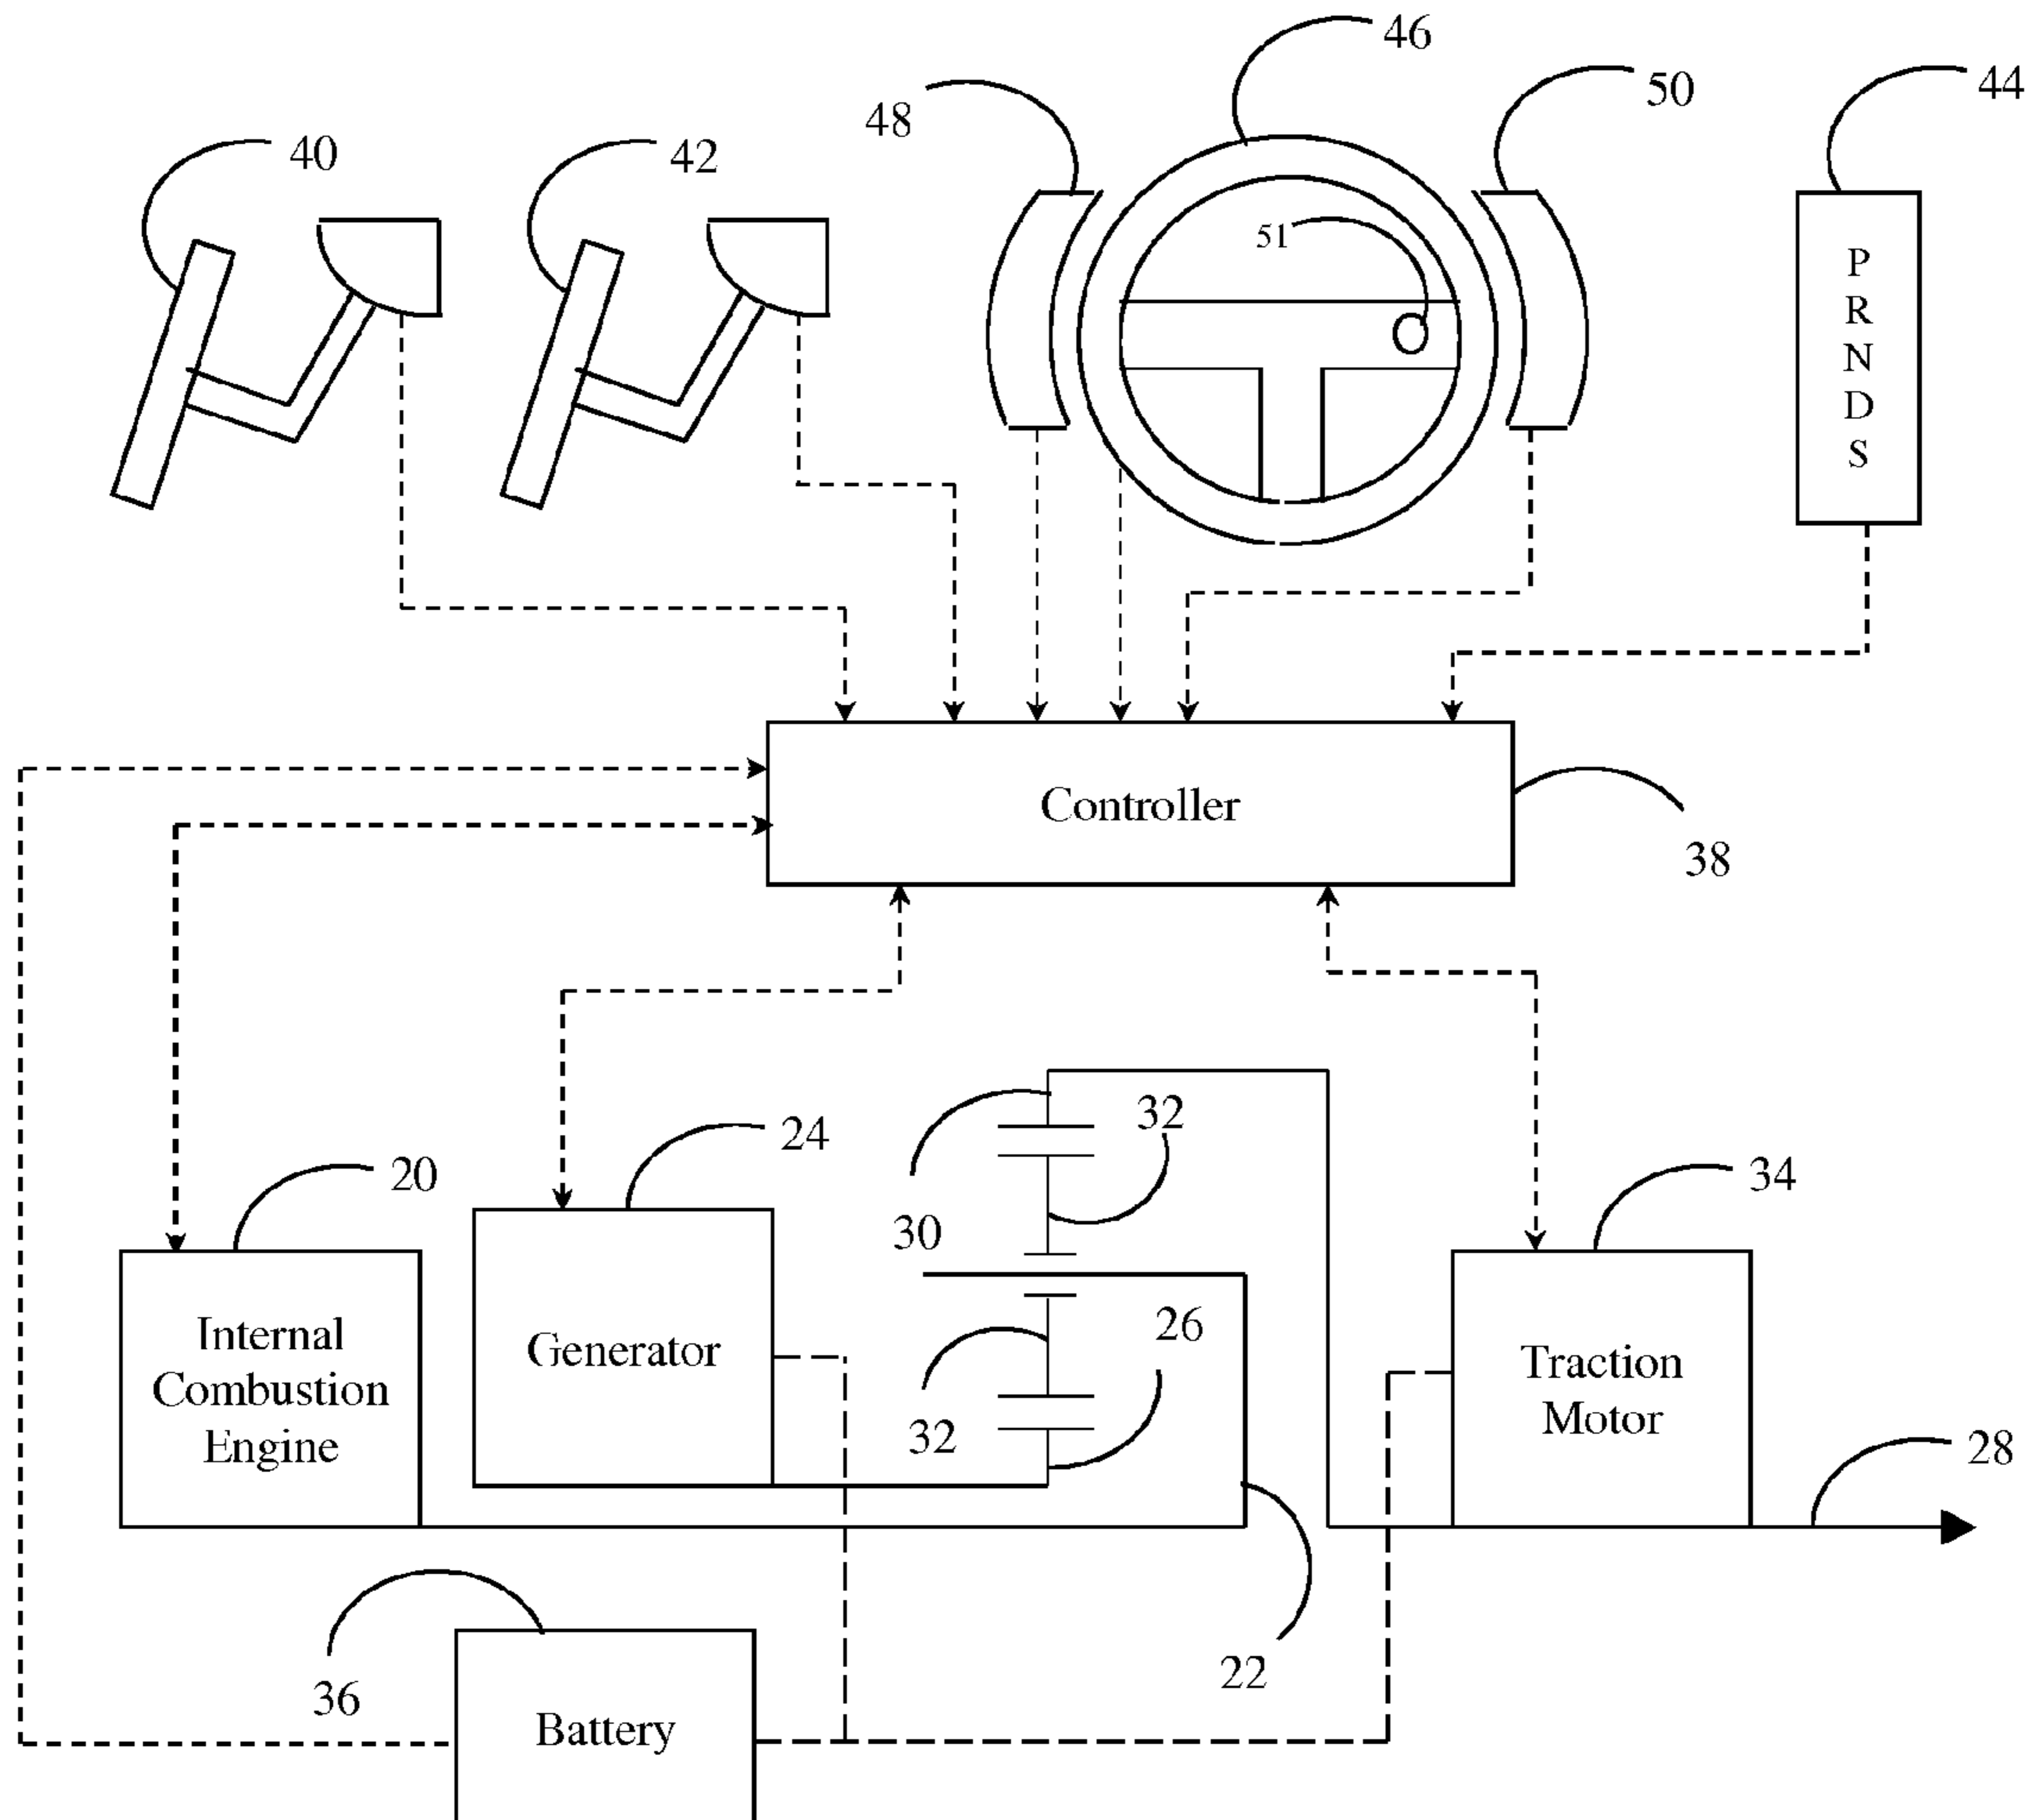 46
50
44
48
40
42
51
P
R
N
D
S
Controller
38
24
32
20
34
30
Internal
Combustion
Engine
Generator
26
Traction
Motor
32
28
22
36
Battery